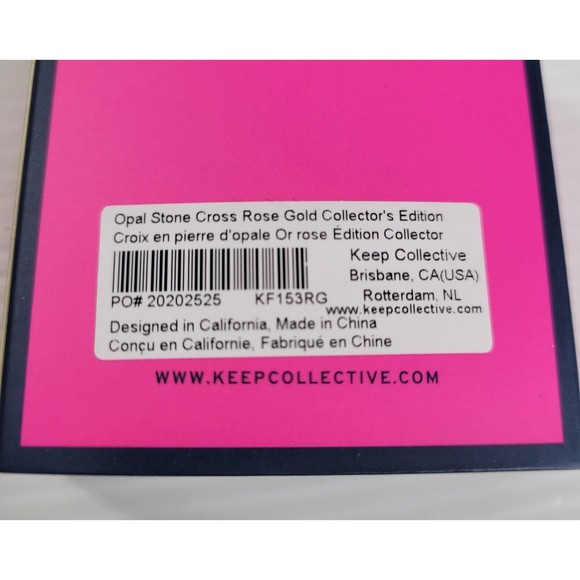 Opal Stone Cross Rose Gold Collector's Edition
Croix en pierre d'opale Or rose Édition Collector
Keep Collective
Brisbane, CA(USA)
PO# 20202525 KF153RG Rotterdam, NL
www.keepcollective.com
Designed in California, Made in China
Conçu en Californie, Fabriqué en Chine
WWW.KEEPCOLLECTIVE.COM